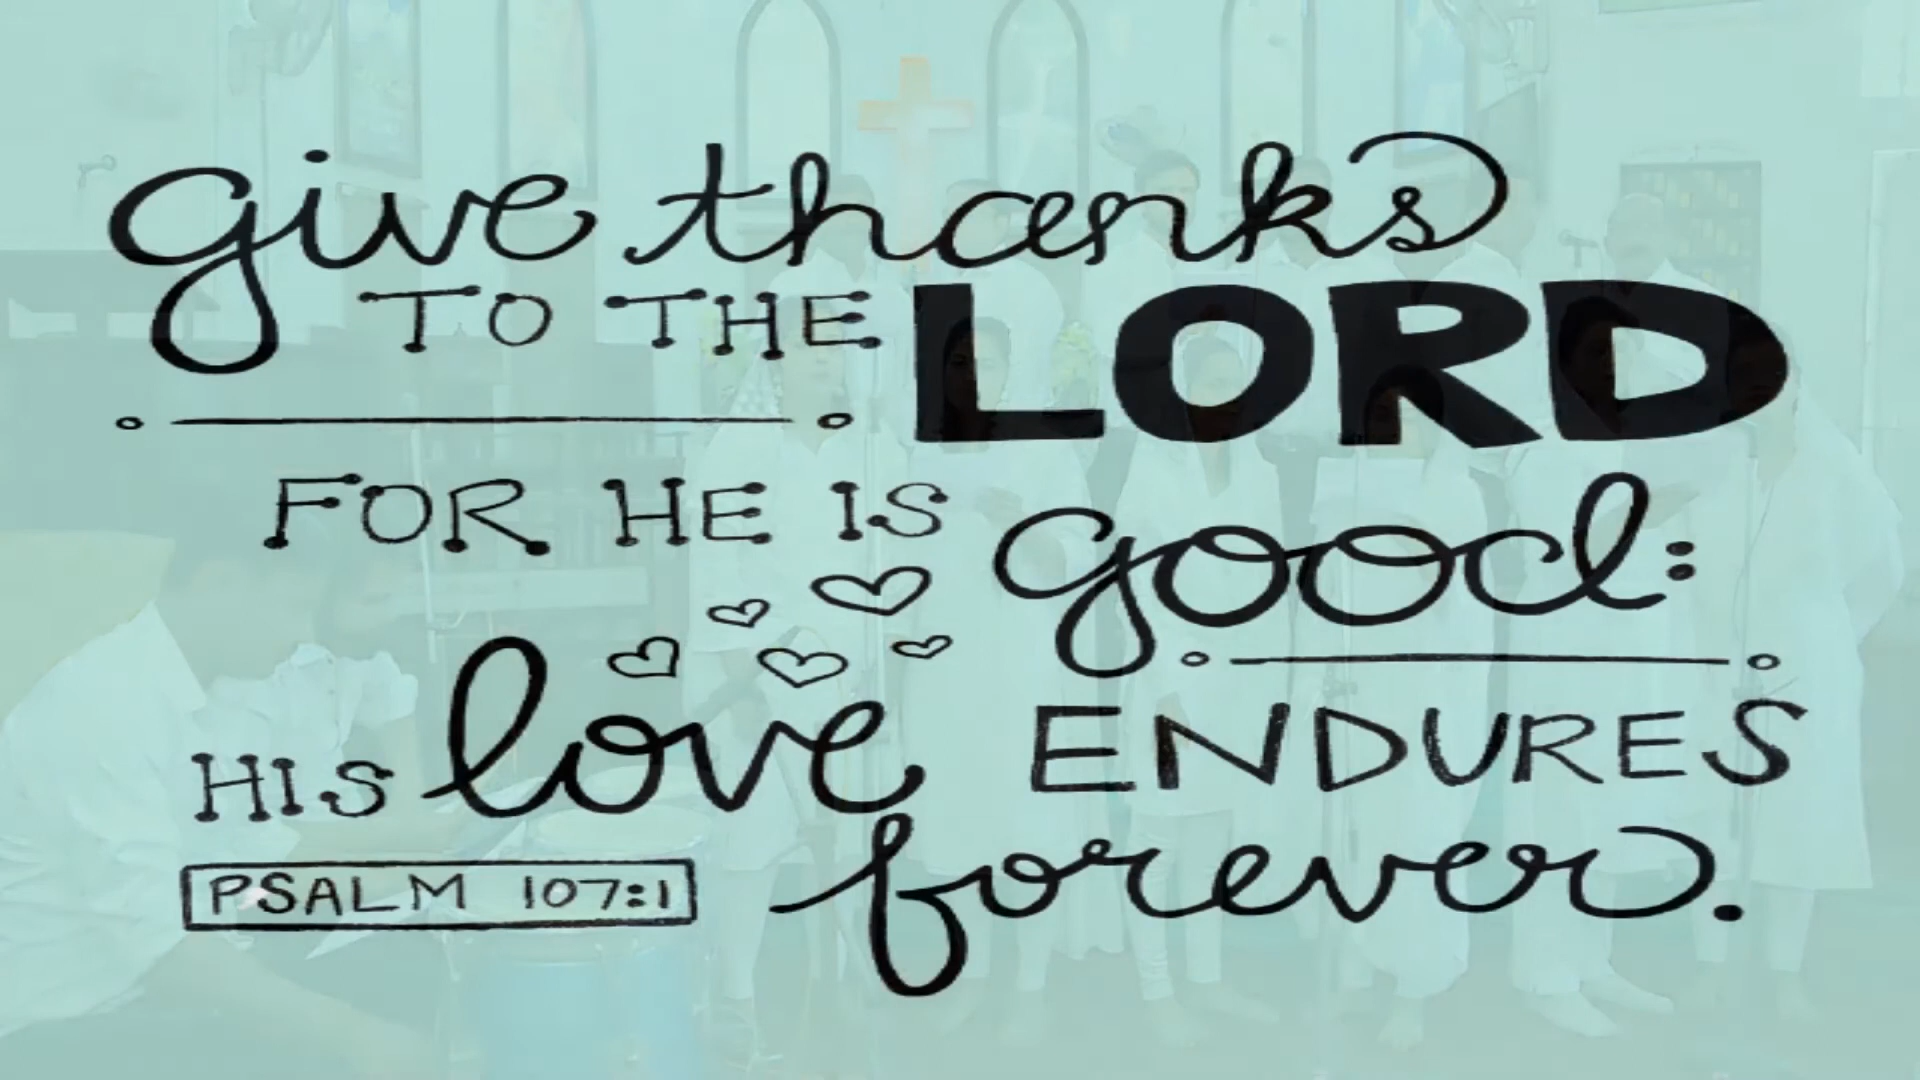 give thanks
TO THE LORD
FOR HE IS good:
HIS love ENDURES
forever.
PSALM 107:1